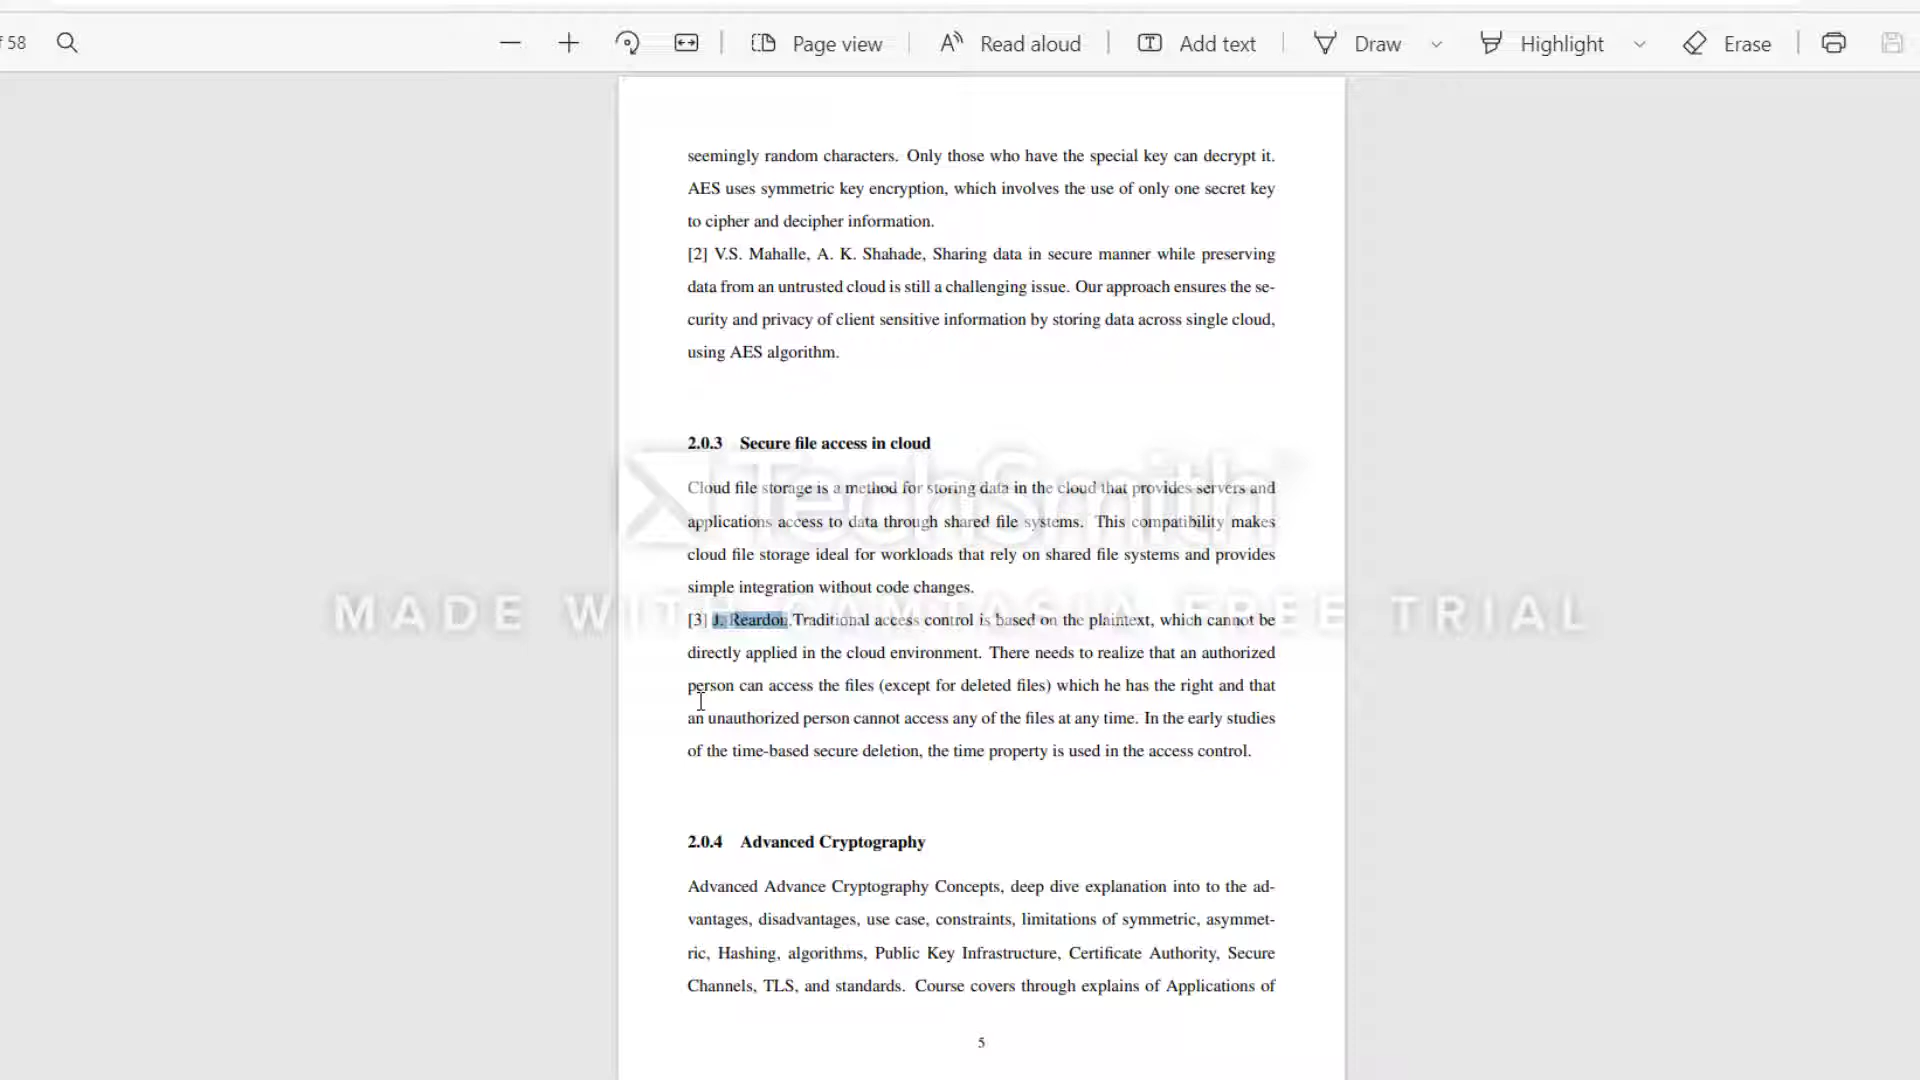 f 58 Page view Read aloud Add text Draw Highlight Erase
seemingly random characters. Only those who have the special key can decrypt it.
AES uses symmetric key encryption, which involves the use of only one secret key
to cipher and decipher information.
[2] V.S. Mahalle, A. K. Shahade, Sharing data in secure manner while preserving
data from an untrusted cloud is still a challenging issue. Our approach ensures the se-
curity and privacy of client sensitive information by storing data across single cloud,
using AES algorithm.
2.0.3 Secure file access in cloud
Cloud file storage is a method for storing data in the cloud that provides servers and
applications access to data through shared file systems. This compatibility makes
cloud file storage ideal for workloads that rely on shared file systems and provides
simple integration without code changes.
TechSmith
MADE WITH CAMTASIA FREE TRIAL
[3] J. Reardon.Traditional access control is based on the plaintext, which cannot be
directly applied in the cloud environment. There needs to realize that an authorized
person can access the files (except for deleted files) which he has the right and that
an unauthorized person cannot access any of the files at any time. In the early studies
of the time-based secure deletion, the time property is used in the access control.
2.0.4 Advanced Cryptography
Advanced Advance Cryptography Concepts, deep dive explanation into to the ad-
vantages, disadvantages, use case, constraints, limitations of symmetric, asymmet-
ric, Hashing, algorithms, Public Key Infrastructure, Certificate Authority, Secure
Channels, TLS, and standards. Course covers through explains of Applications of
5